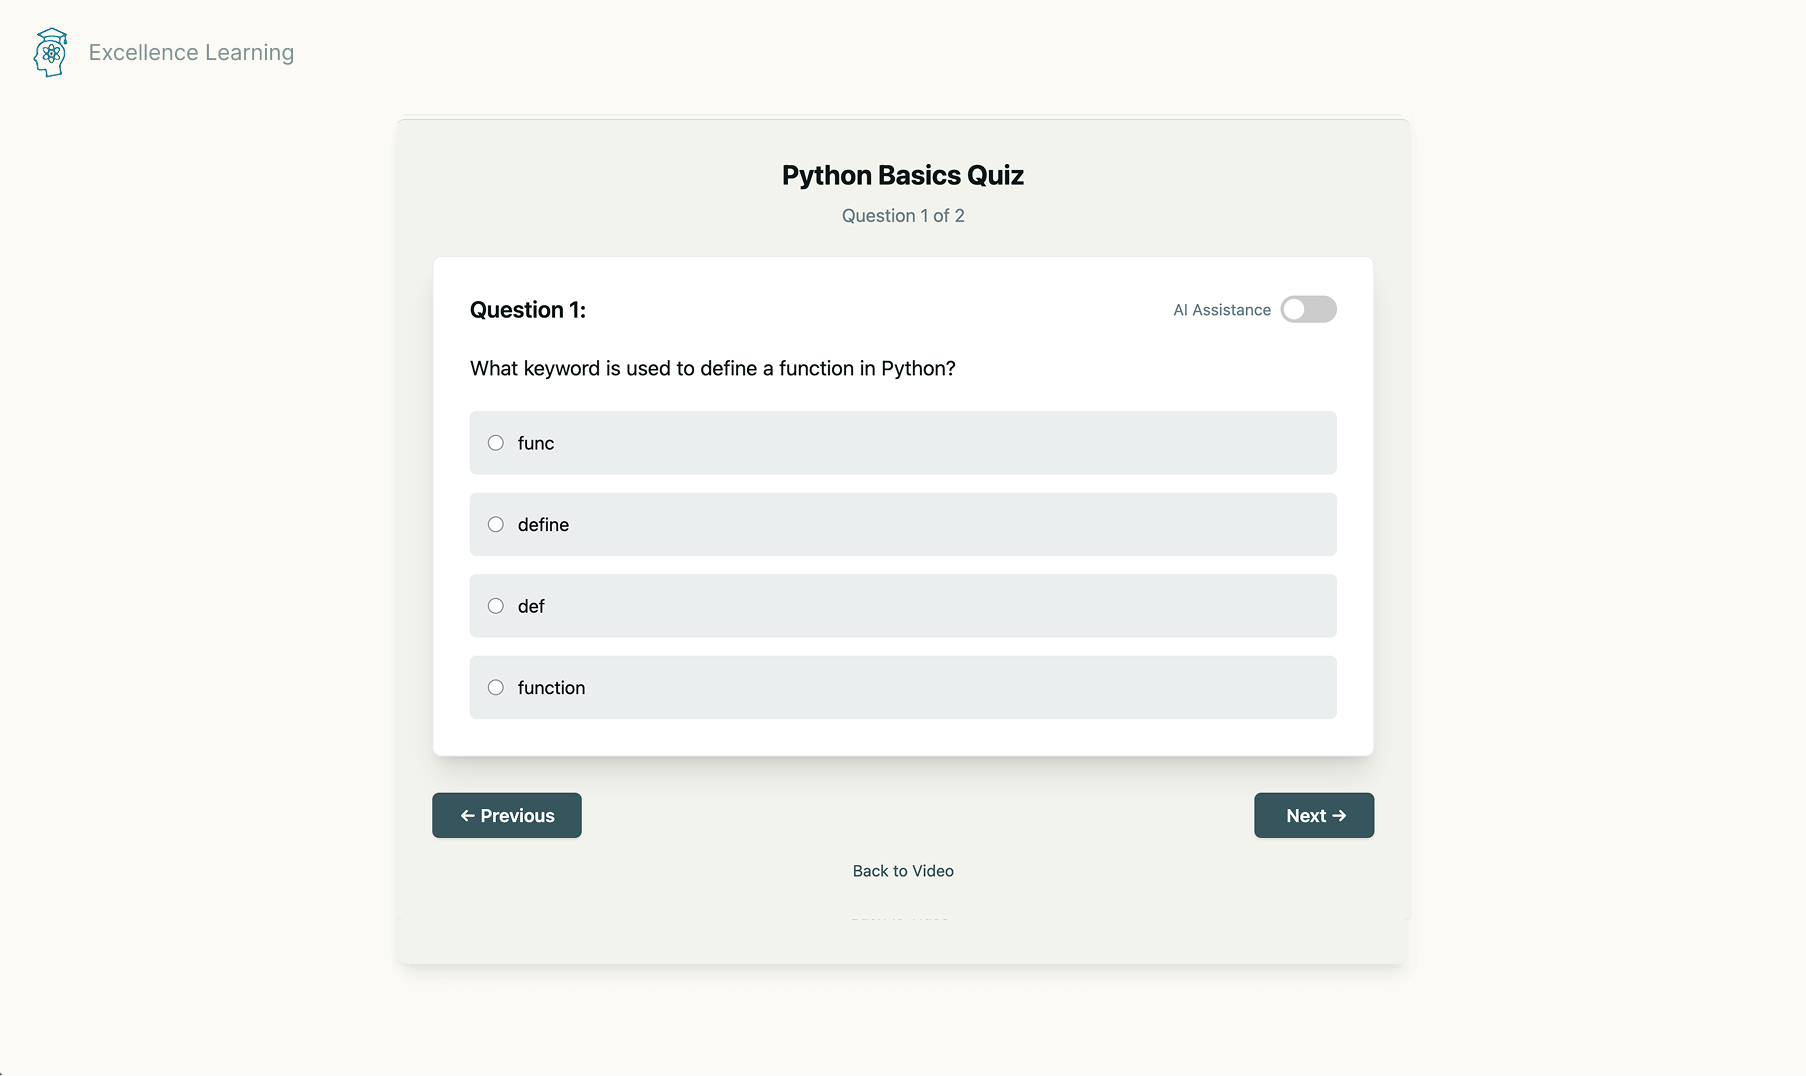 Excellence Learning
Python Basics Quiz
Question 1 of 2
Question 1:
AI Assistance
What keyword is used to define a function in Python?
func
define
def
function
← Previous
Next →
Back to Video